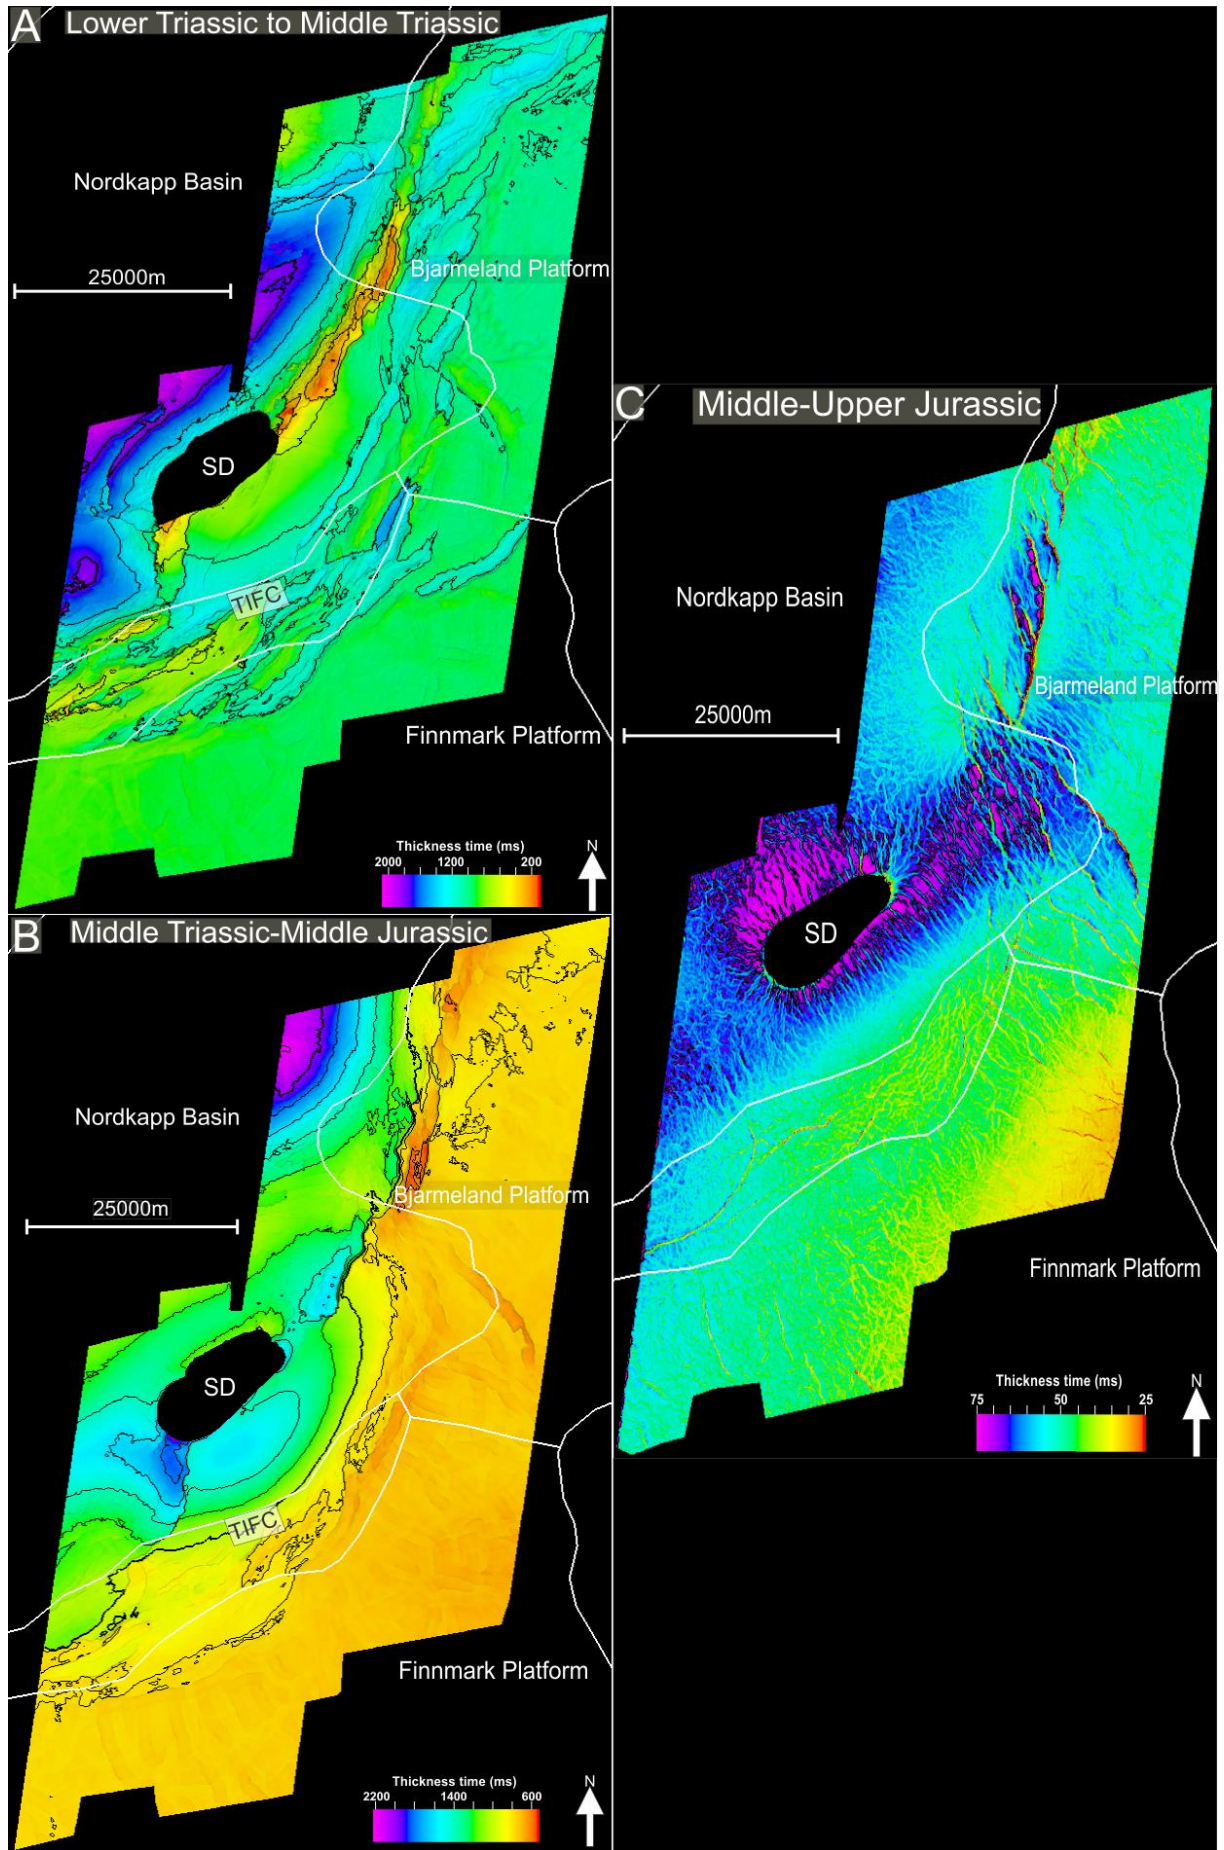 A Lower Triassic to Middle Triassic
Nordkapp Basin
Bjarmeland Platform
25000m
SD
TIFC
Finnmark Platform
Thickness time (ms)
2000 1200 200
N
B Middle Triassic-Middle Jurassic
Nordkapp Basin
Bjarmeland Platform
25000m
SD
TIFC
Finnmark Platform
Thickness time (ms)
2200 1400 600
N
C Middle-Upper Jurassic
Nordkapp Basin
Bjarmeland Platform
25000m
SD
Finnmark Platform
Thickness time (ms)
75 50 25
N